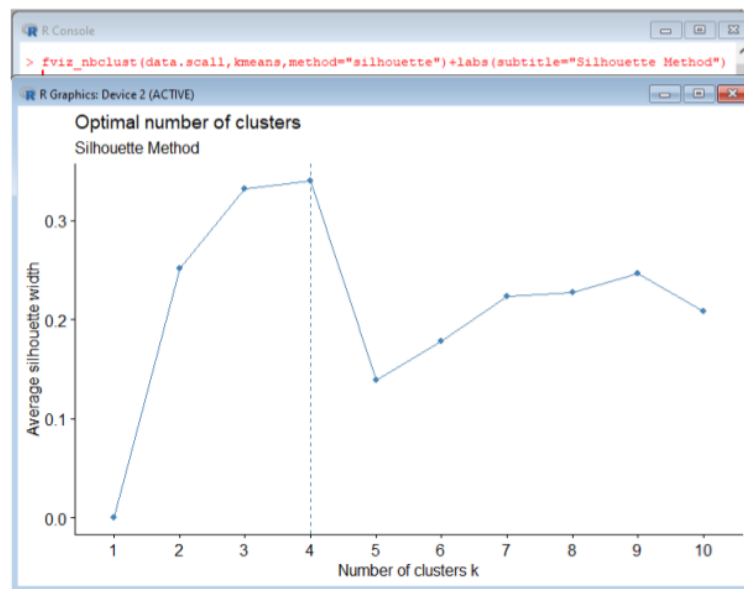 R Console
> fviz_nbclust(data.scall,kmeans,method="silhouette")+labs(subtitle="Silhouette Method")
R Graphics: Device 2 (ACTIVE)
Optimal number of clusters
Silhouette Method
Average silhouette width
0.3
0.2
0.1
0.0
1 2 3 4 5 6 7 8 9 10
Number of clusters k